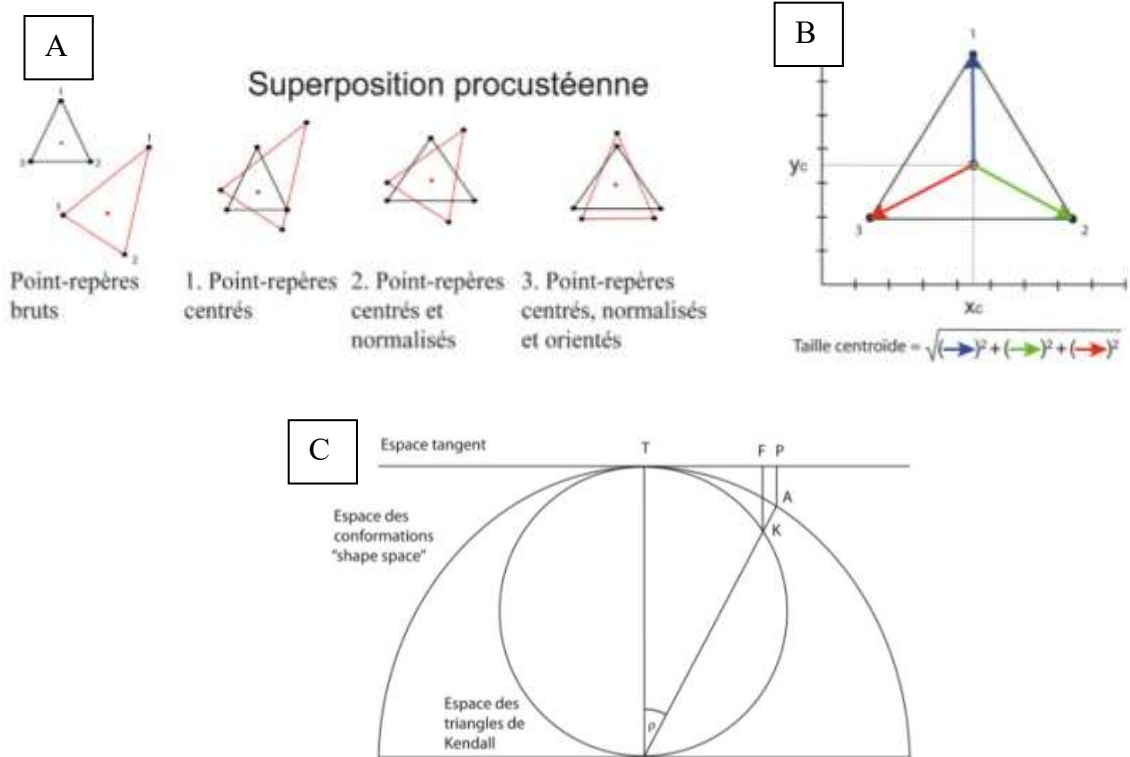 A
Superposition procustéenne
1
3
2
1
3
2
Point-repères
bruts
1. Point-repères
centrés
2. Point-repères
centrés et
normalisés
3. Point-repères
centrés, normalisés
et orientés
B
1
yc
3
2
xc
Taille centroïde = √(→)² + (→)² + (→)²
C
Espace tangent
T
F P
A
K
Espace des
conformations
"shape space"
Espace des
triangles de
Kendall
ρ